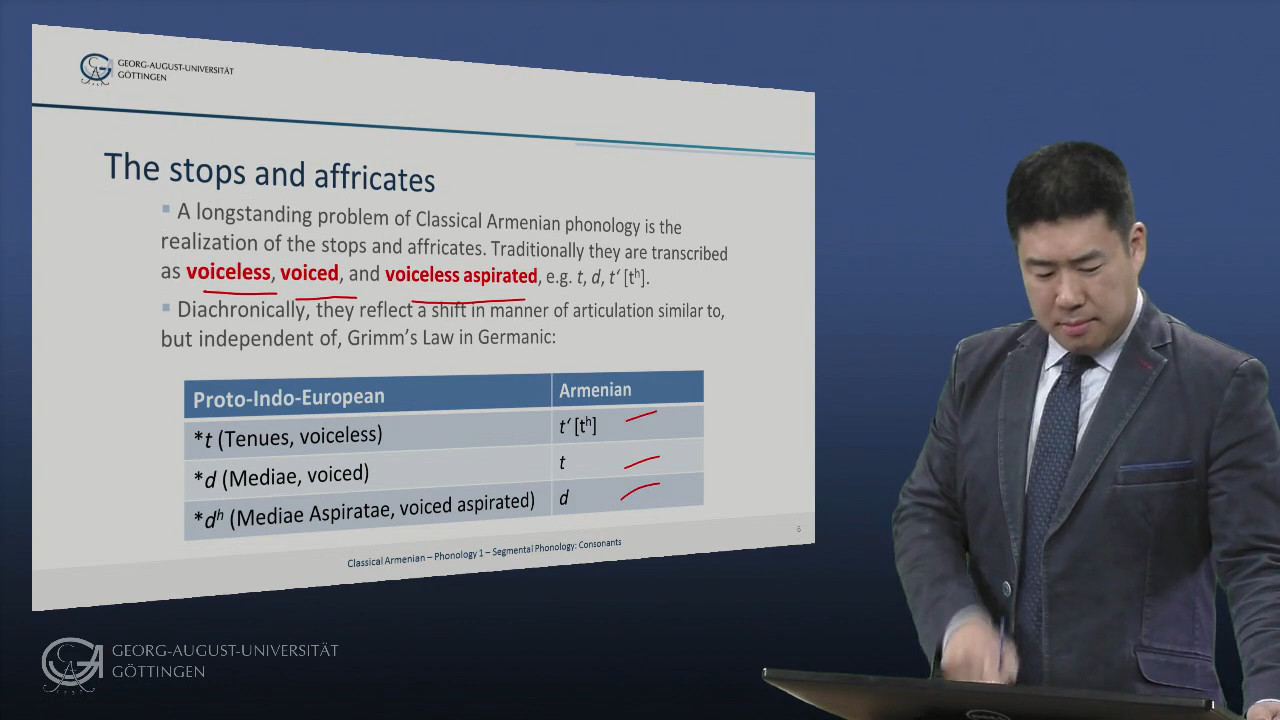 GEORG-AUGUST-UNIVERSITÄT
GÖTTINGEN
The stops and affricates
▪ A longstanding problem of Classical Armenian phonology is the
realization of the stops and affricates. Traditionally they are transcribed
as voiceless, voiced, and voiceless aspirated, e.g. t, d, tʻ [tʰ].
▪ Diachronically, they reflect a shift in manner of articulation similar to,
but independent of, Grimm’s Law in Germanic:
Proto-Indo-European Armenian
*t (Tenues, voiceless) tʻ [tʰ]
*d (Mediae, voiced) t
*dʰ (Mediae Aspiratae, voiced aspirated) d
6
Classical Armenian – Phonology 1 – Segmental Phonology: Consonants
GEORG-AUGUST-UNIVERSITÄT
GÖTTINGEN